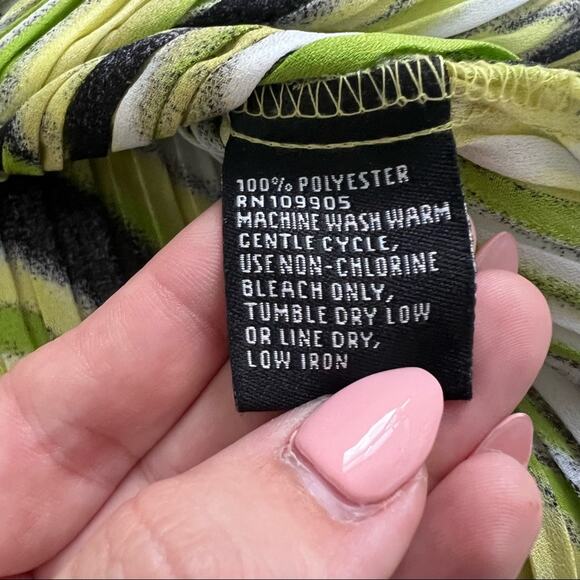 100% POLYESTER
RN 109905
MACHINE WASH WARM
GENTLE CYCLE,
USE NON-CHLORINE
BLEACH ONLY,
TUMBLE DRY LOW
OR LINE DRY,
LOW IRON